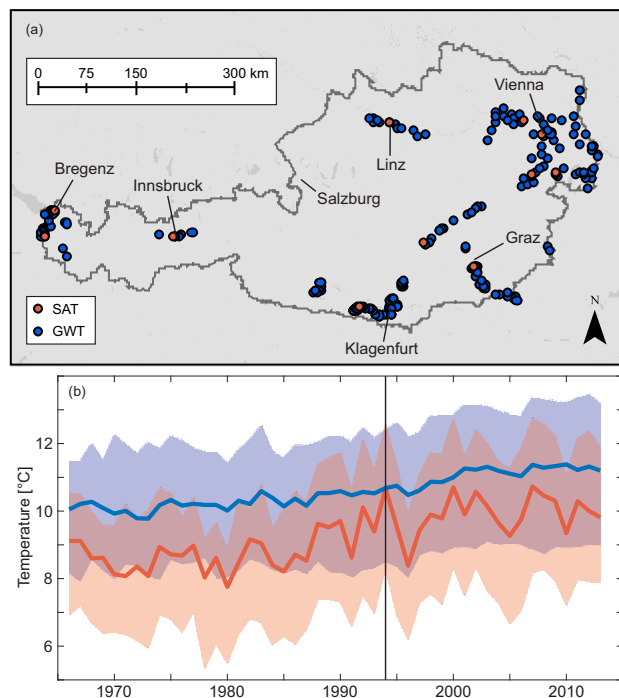 (a)
0 75 150 300 km
Vienna
Linz
Bregenz
Innsbruck
Salzburg
Graz
SAT
GWT
N
Klagenfurt
(b)
12
10
8
6
Temperature [°C]
1970 1980 1990 2000 2010